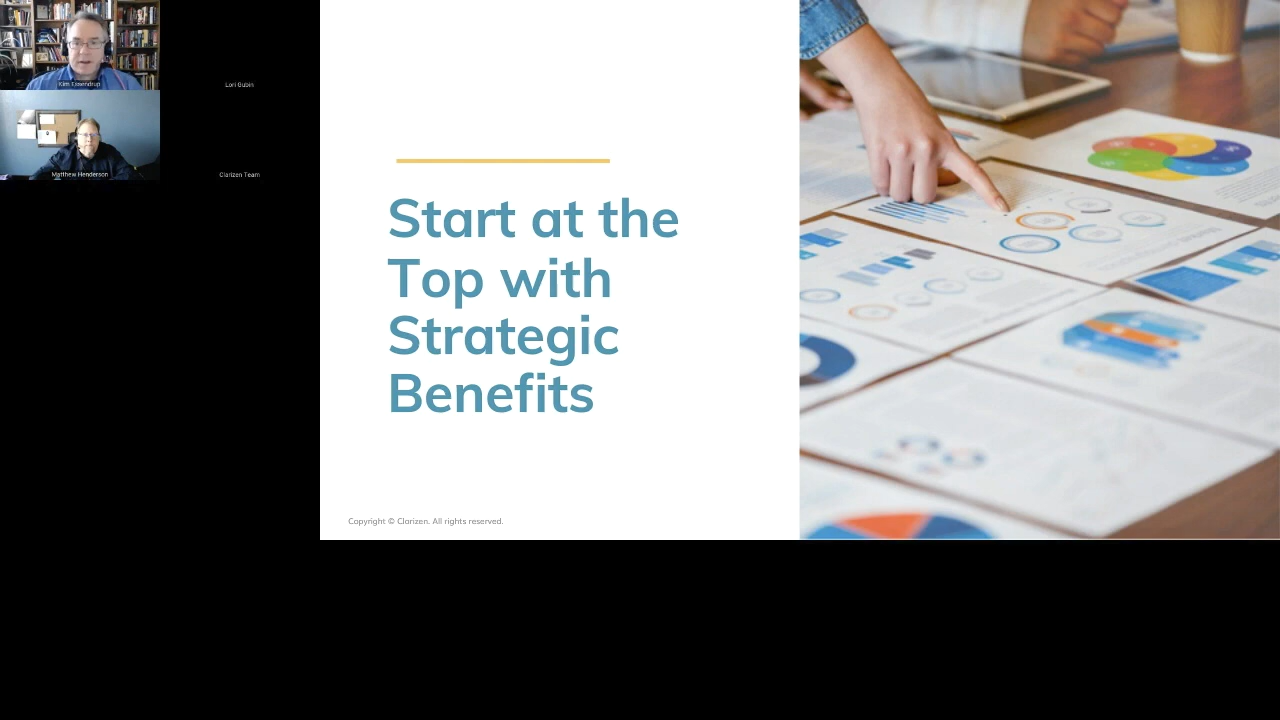 Kim Essendrup
Lori Gubin
Matthew Henderson
Clarizen Team
Start at the
Top with
Strategic
Benefits
Copyright © Clarizen. All rights reserved.